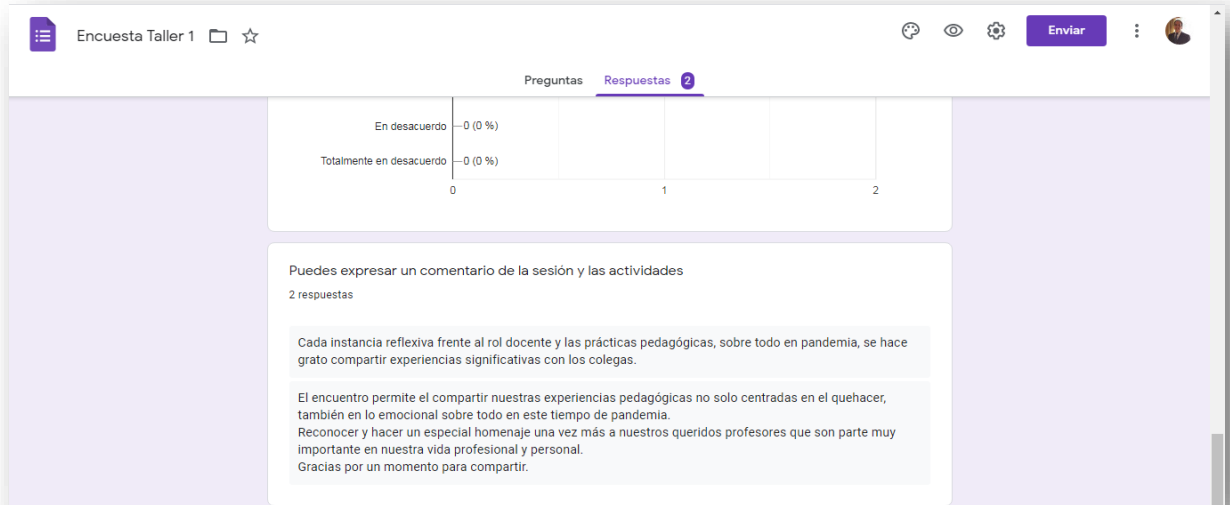 Encuesta Taller 1
Enviar
Preguntas Respuestas 2
En desacuerdo 0 (0 %)
Totalmente en desacuerdo 0 (0 %)
0 1 2
Puedes expresar un comentario de la sesión y las actividades
2 respuestas
Cada instancia reflexiva frente al rol docente y las prácticas pedagógicas, sobre todo en pandemia, se hace
grato compartir experiencias significativas con los colegas.
El encuentro permite el compartir nuestras experiencias pedagógicas no solo centradas en el quehacer,
también en lo emocional sobre todo en este tiempo de pandemia.
Reconocer y hacer un especial homenaje una vez más a nuestros queridos profesores que son parte muy
importante en nuestra vida profesional y personal.
Gracias por un momento para compartir.